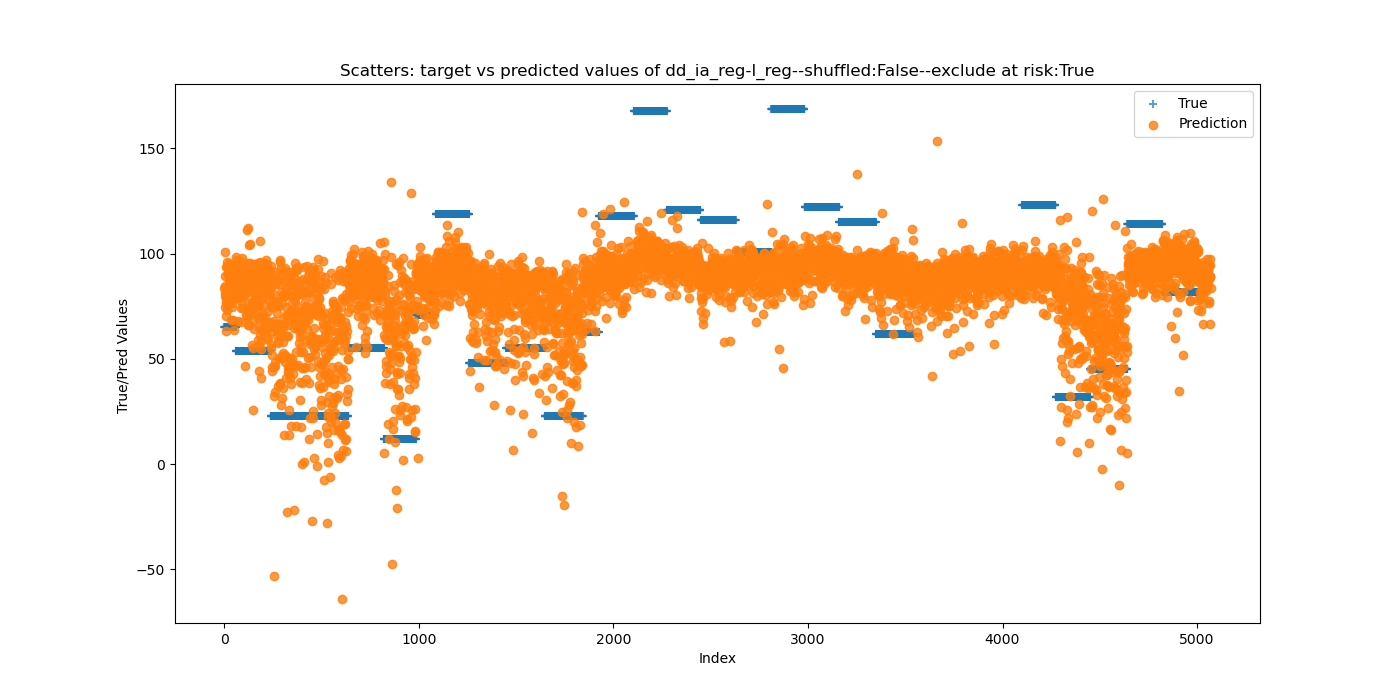 Scatters: target vs predicted values of dd_ia_reg-l_reg--shuffled:False--exclude at risk:True
True
Prediction
150
100
50
0
−50
True/Pred Values
0
1000
2000
3000
4000
5000
Index